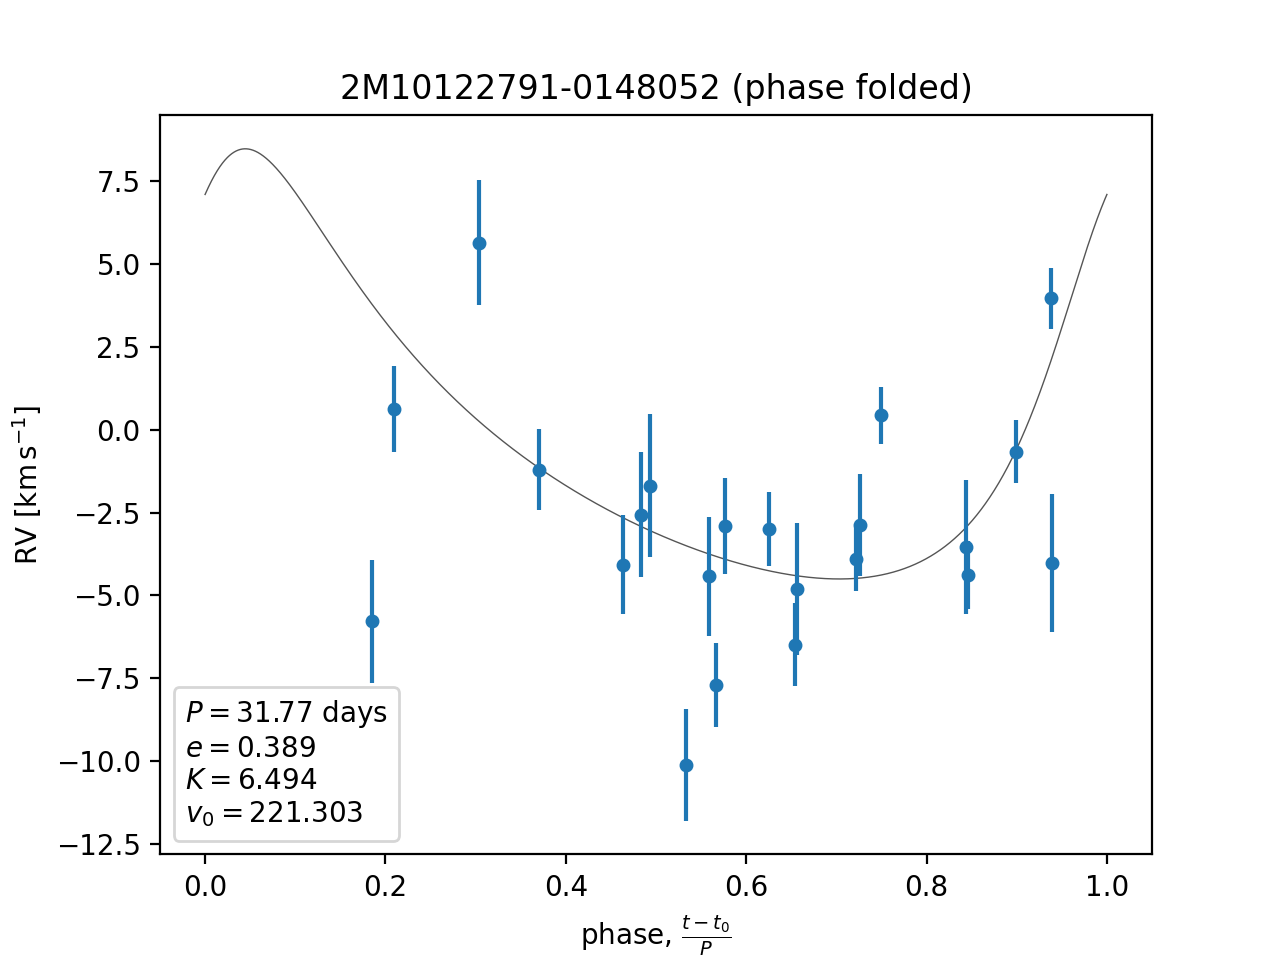 2M10122791-0148052 (phase folded)
RV [km s⁻¹]
7.5
5.0
2.5
0.0
−2.5
−5.0
−7.5
−10.0
−12.5
P = 31.77 days
e = 0.389
K = 6.494
v₀ = 221.303
0.0 0.2 0.4 0.6 0.8 1.0
phase, (t − t₀)/P